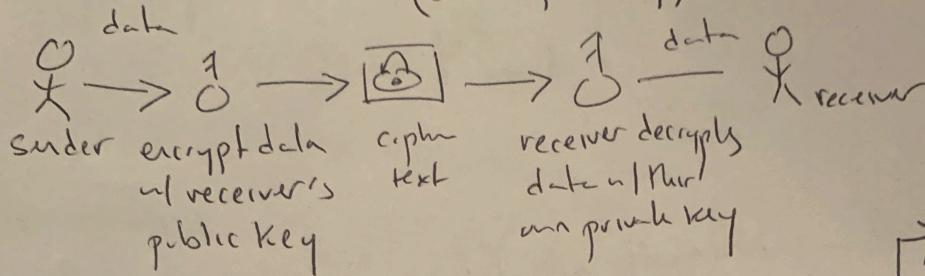 data
data
sender
encrypt data
w/ receiver's
public key
cipher
text
receiver decrypts
data w/ their
own private key
receiver